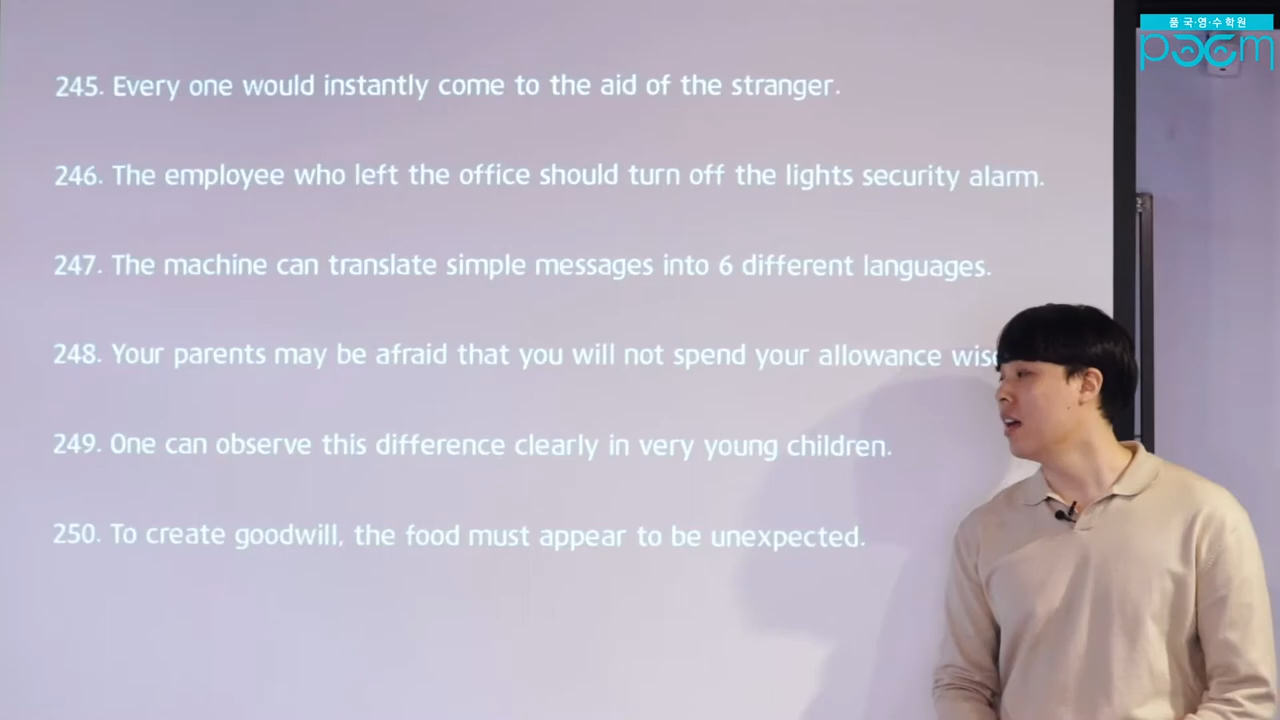 품 국·영·수 학원
poem
245. Every one would instantly come to the aid of the stranger.
246. The employee who left the office should turn off the lights security alarm.
247. The machine can translate simple messages into 6 different languages.
248. Your parents may be afraid that you will not spend your allowance
249. One can observe this difference clearly in very young children.
250. To create goodwill, the food must appear to be unexpected.